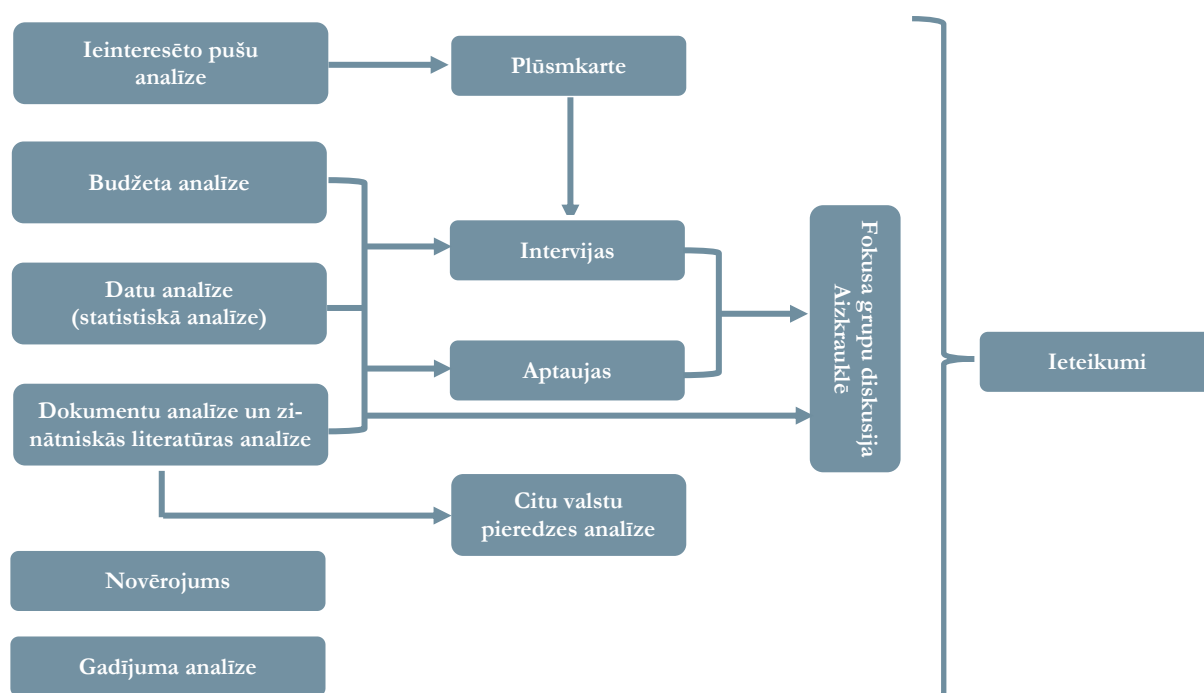 Ieinteresēto pušu
analīze
Plūsmkarte
Budžeta analīze
Intervijas
Datu analīze
(statistiskā analīze)
Aptaujas
Dokumentu analīze un zi-
nātniskās literatūras analīze
Citu valstu
pieredzes analīze
Novērojums
Gadījuma analīze
Fokusa grupu diskusija
Aizkrauklē
Ieteikumi